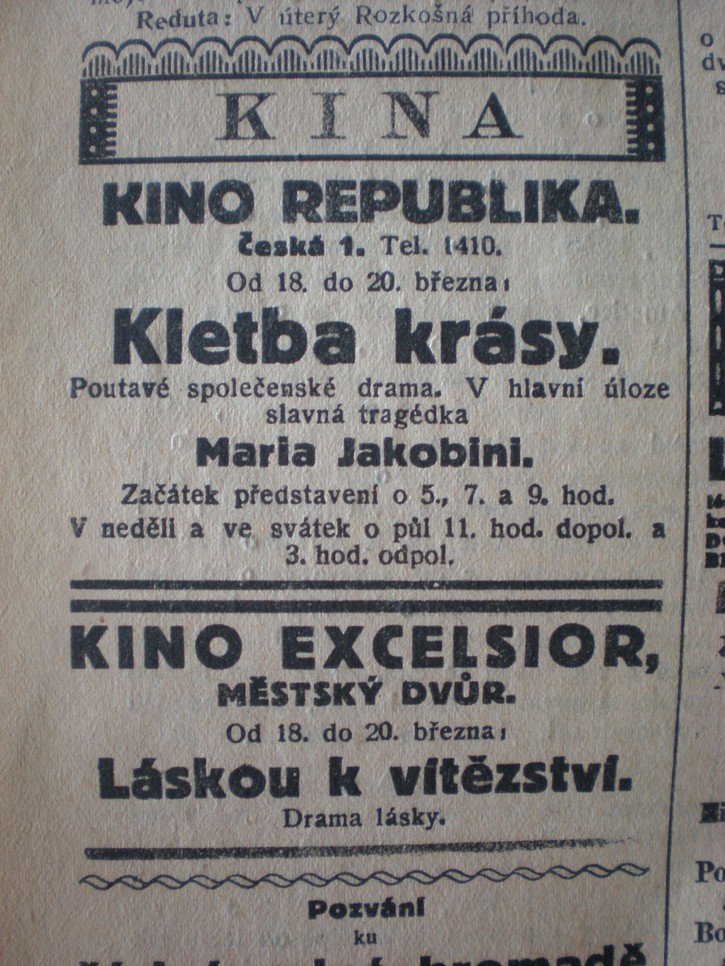 Reduta: V úterý Rozkošná příhoda.
KINA
KINO REPUBLIKA.
Česká 1. Tel. 1410.
Od 18. do 20. března:
Kletba krásy.
Poutavé společenské drama. V hlavní úloze
slavná tragédka
Maria Jakobini.
Začátek představení o 5., 7. a 9. hod.
V neděli a ve svátek o půl 11. hod. dopol. a
3. hod. odpol.
KINO EXCELSIOR,
MĚSTSKÝ DVŮR.
Od 18. do 20. března:
Láskou k vítězství.
Drama lásky.
Pozvání
ku